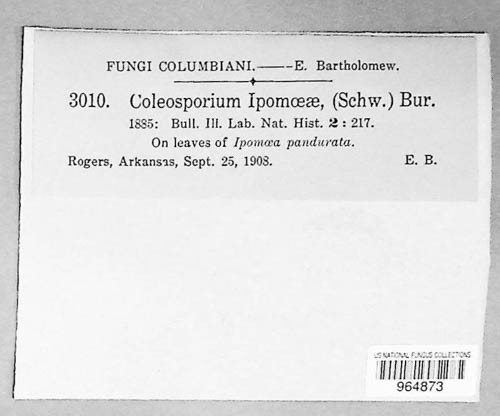 FUNGI COLUMBIANI.——E. Bartholomew.
3010. Coleosporium Ipomœæ, (Schw.) Bur.
1885: Bull. Ill. Lab. Nat. Hist. 2 : 217.
On leaves of Ipomœa pandurata.
Rogers, Arkansas, Sept. 25, 1908. E. B.
US NATIONAL FUNGUS COLLECTIONS
964873